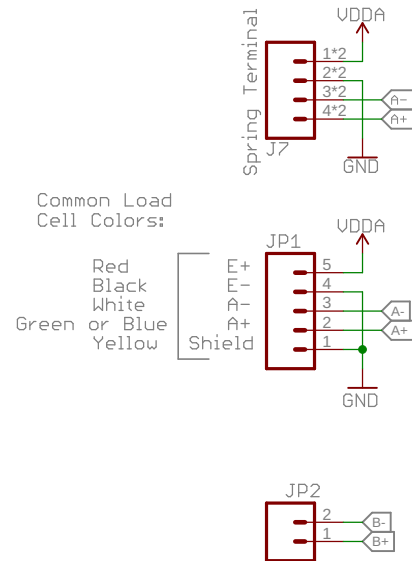 VDDA
Spring Terminal
1*2
2*2
3*2
A-
4*2
A+
J7
GND
Common Load
Cell Colors:
VDDA
JP1
Red E+ 5
Black E- 4
White A- 3 A-
Green or Blue A+ 2 A+
Yellow Shield 1
GND
JP2
2 B-
1 B+